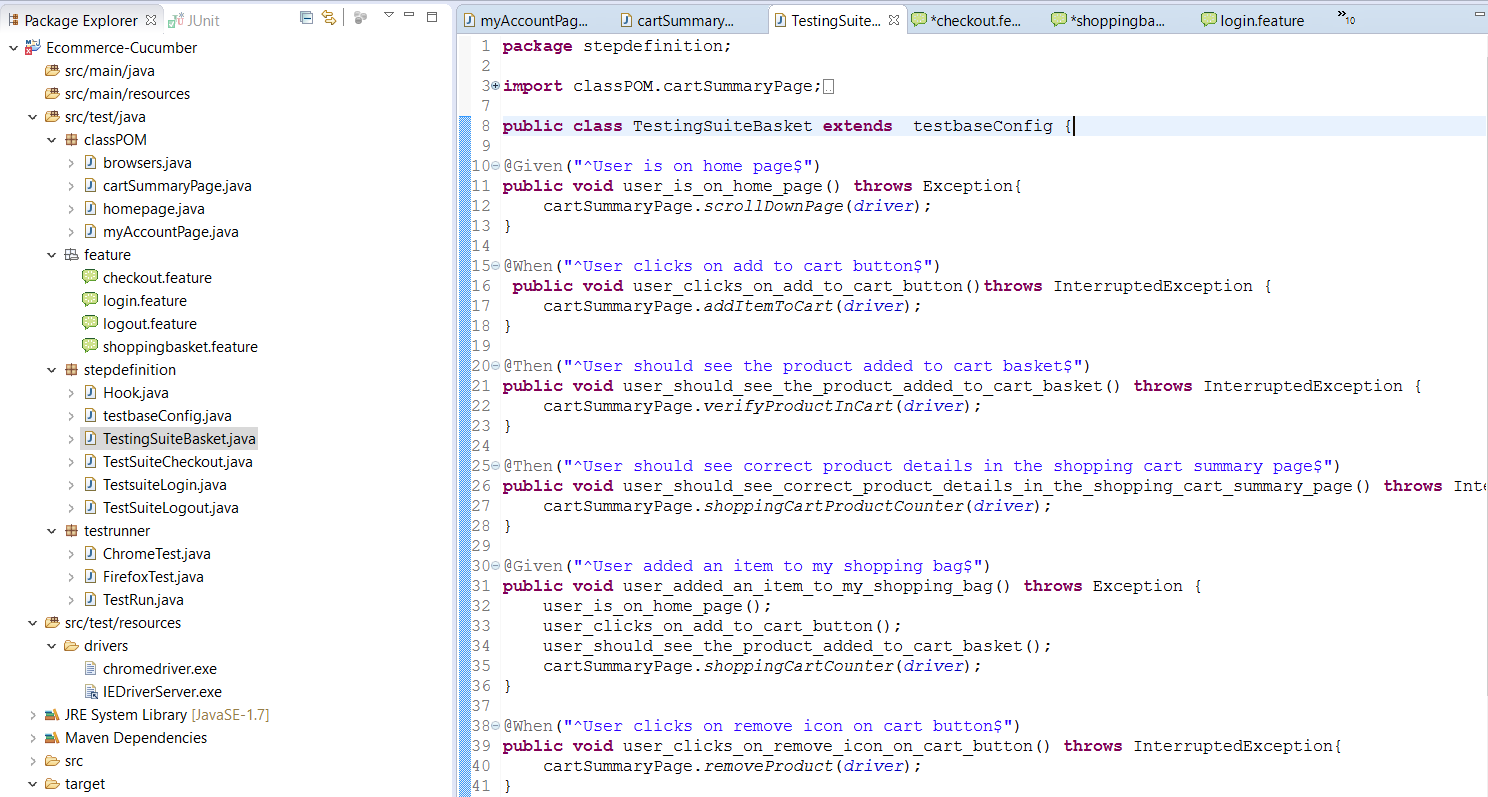 Package Explorer JUnit
Ecommerce-Cucumber
src/main/java
src/main/resources
src/test/java
classPOM
browsers.java
cartSummaryPage.java
homepage.java
myAccountPage.java
feature
checkout.feature
login.feature
logout.feature
shoppingbasket.feature
stepdefinition
Hook.java
testbaseConfig.java
TestingSuiteBasket.java
TestSuiteCheckout.java
TestsuiteLogin.java
TestSuiteLogout.java
testrunner
ChromeTest.java
FirefoxTest.java
TestRun.java
src/test/resources
drivers
chromedriver.exe
IEDriverServer.exe
JRE System Library [JavaSE-1.7]
Maven Dependencies
src
target
myAccountPag... cartSummary... TestingSuite... *checkout.fe... *shoppingba... login.feature »10
1 package stepdefinition;
2
3 import classPOM.cartSummaryPage;
7
8 public class TestingSuiteBasket extends  testbaseConfig {
9
10 @Given("^User is on home page$")
11 public void user_is_on_home_page() throws Exception{
12     cartSummaryPage.scrollDownPage(driver);
13 }
14
15 @When("^User clicks on add to cart button$")
16  public void user_clicks_on_add_to_cart_button()throws InterruptedException {
17     cartSummaryPage.addItemToCart(driver);
18 }
19
20 @Then("^User should see the product added to cart basket$")
21 public void user_should_see_the_product_added_to_cart_basket() throws InterruptedException {
22     cartSummaryPage.verifyProductInCart(driver);
23 }
24
25 @Then("^User should see correct product details in the shopping cart summary page$")
26 public void user_should_see_correct_product_details_in_the_shopping_cart_summary_page() throws Inte
27     cartSummaryPage.shoppingCartProductCounter(driver);
28 }
29
30 @Given("^User added an item to my shopping bag$")
31 public void user_added_an_item_to_my_shopping_bag() throws Exception {
32     user_is_on_home_page();
33     user_clicks_on_add_to_cart_button();
34     user_should_see_the_product_added_to_cart_basket();
35     cartSummaryPage.shoppingCartCounter(driver);
36 }
37
38 @When("^User clicks on remove icon on cart button$")
39 public void user_clicks_on_remove_icon_on_cart_button() throws InterruptedException{
40     cartSummaryPage.removeProduct(driver);
41 }